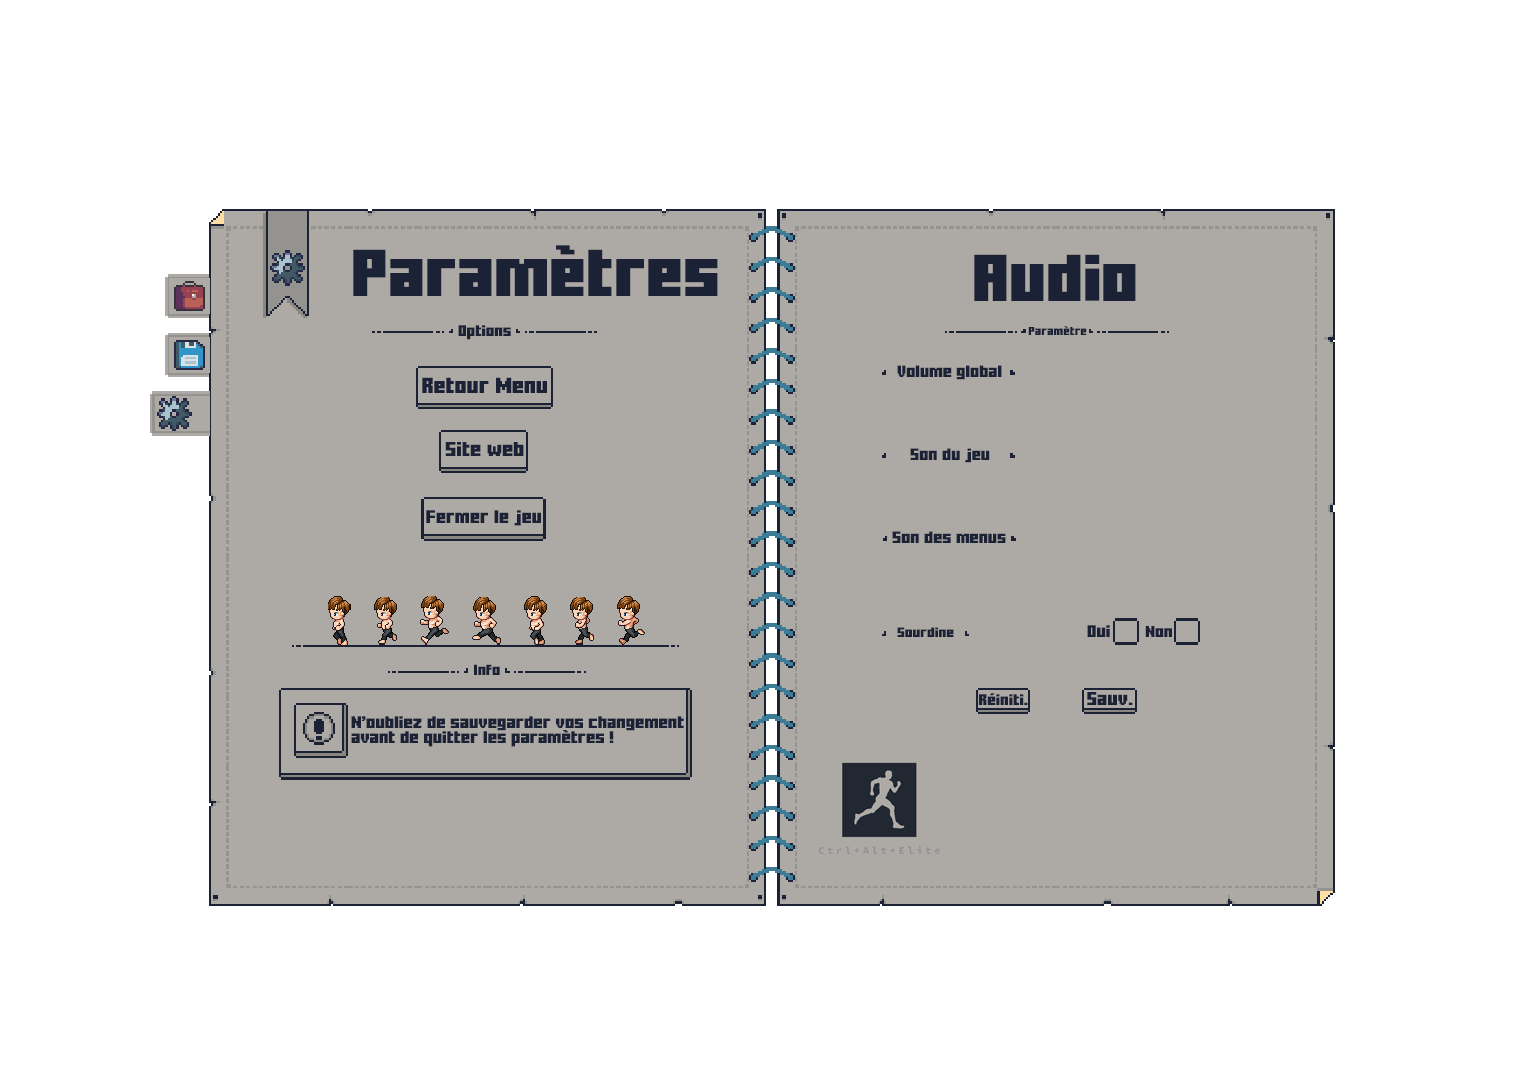 Paramètres
Options
Retour Menu
Site web
Fermer le jeu
Info
N'oubliez de sauvegarder vos changement
avant de quitter les paramètres !
Audio
Paramètre
Volume global
Son du jeu
Son des menus
Sourdine
Oui Non
Réiniti. Sauv.
Ctrl+Alt+Elite